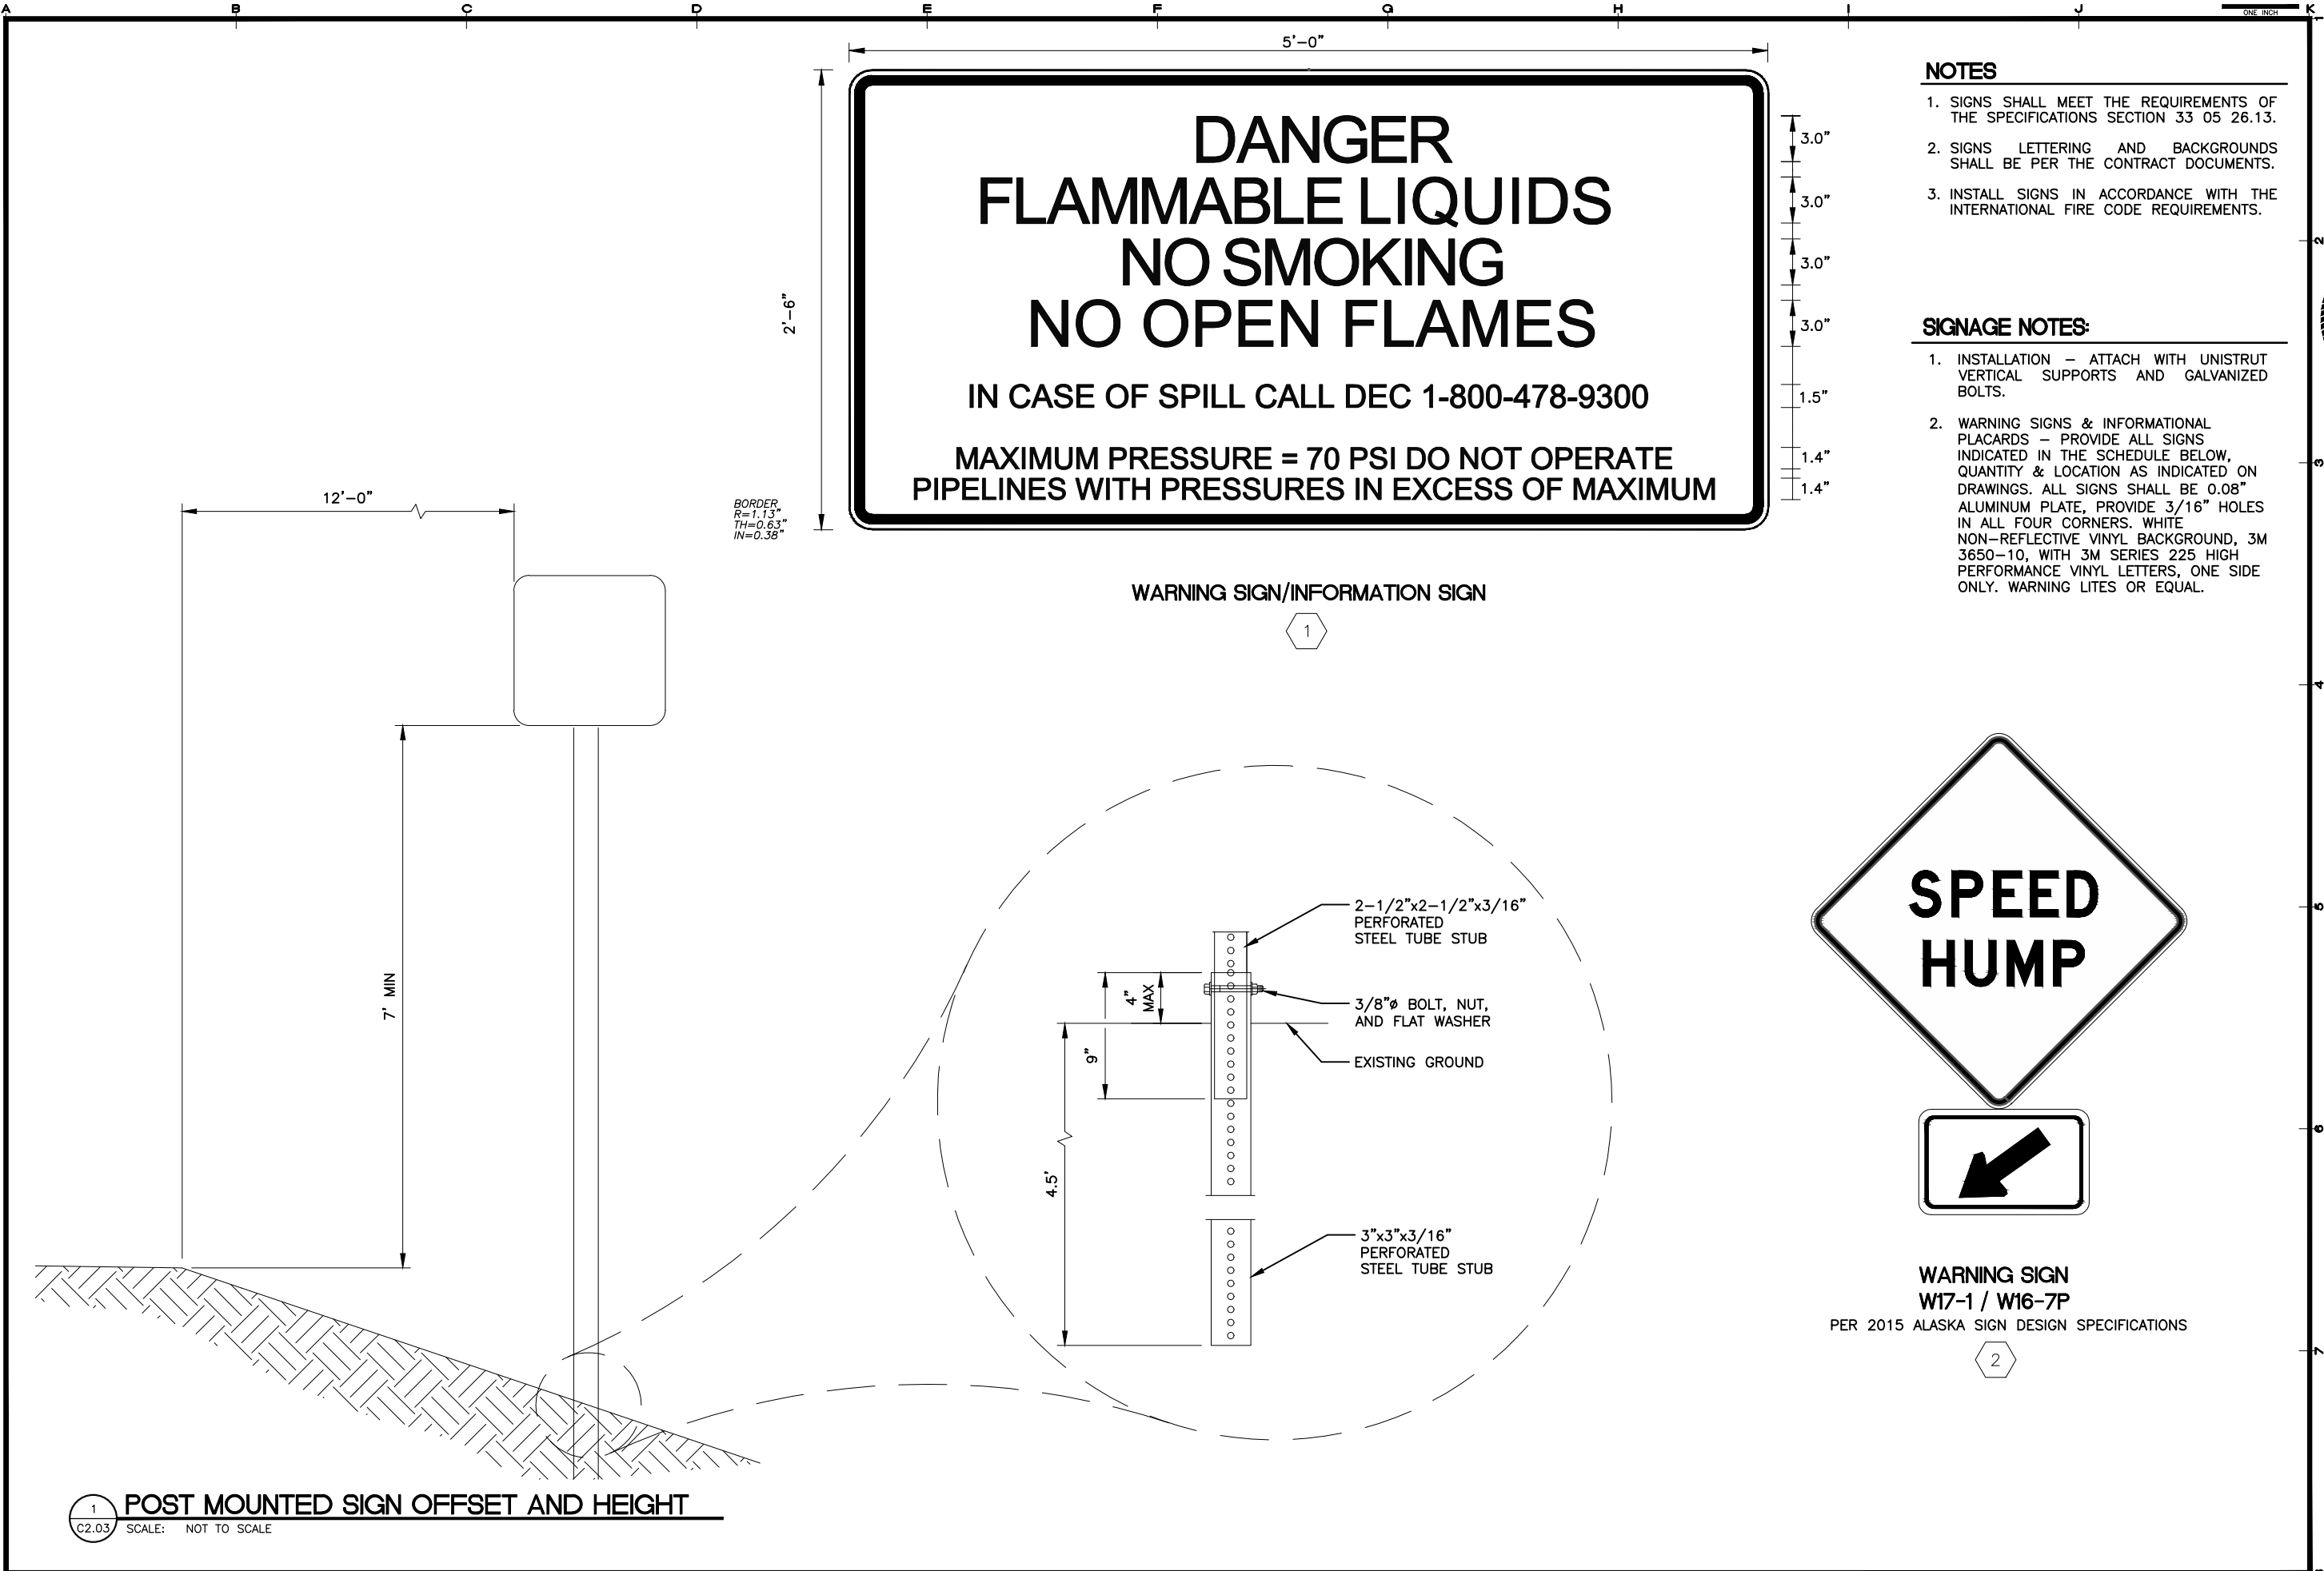 A B C D E F G H I J K
ONE INCH
1
2
3
4
5
6
7
5'-0"
2'-6"
DANGER
FLAMMABLE LIQUIDS
NO SMOKING
NO OPEN FLAMES
IN CASE OF SPILL CALL DEC 1-800-478-9300
MAXIMUM PRESSURE = 70 PSI DO NOT OPERATE
PIPELINES WITH PRESSURES IN EXCESS OF MAXIMUM
3.0"
3.0"
3.0"
3.0"
1.5"
1.4"
1.4"
BORDER
R=1.13"
TH=0.63"
IN=0.38"
WARNING SIGN/INFORMATION SIGN
1
NOTES
1. SIGNS SHALL MEET THE REQUIREMENTS OF
THE SPECIFICATIONS SECTION 33 05 26.13.
2. SIGNS LETTERING AND BACKGROUNDS
SHALL BE PER THE CONTRACT DOCUMENTS.
3. INSTALL SIGNS IN ACCORDANCE WITH THE
INTERNATIONAL FIRE CODE REQUIREMENTS.
SIGNAGE NOTES:
1. INSTALLATION – ATTACH WITH UNISTRUT
VERTICAL SUPPORTS AND GALVANIZED
BOLTS.
2. WARNING SIGNS & INFORMATIONAL
PLACARDS – PROVIDE ALL SIGNS
INDICATED IN THE SCHEDULE BELOW,
QUANTITY & LOCATION AS INDICATED ON
DRAWINGS. ALL SIGNS SHALL BE 0.08"
ALUMINUM PLATE, PROVIDE 3/16" HOLES
IN ALL FOUR CORNERS. WHITE
NON-REFLECTIVE VINYL BACKGROUND, 3M
3650-10, WITH 3M SERIES 225 HIGH
PERFORMANCE VINYL LETTERS, ONE SIDE
ONLY. WARNING LITES OR EQUAL.
12'-0"
7' MIN
2-1/2"x2-1/2"x3/16"
PERFORATED
STEEL TUBE STUB
4"
MAX
3/8"ø BOLT, NUT,
AND FLAT WASHER
9"
EXISTING GROUND
4.5'
3"x3"x3/16"
PERFORATED
STEEL TUBE STUB
SPEED
HUMP
WARNING SIGN
W17-1 / W16-7P
PER 2015 ALASKA SIGN DESIGN SPECIFICATIONS
2
1
C2.03
POST MOUNTED SIGN OFFSET AND HEIGHT
SCALE: NOT TO SCALE